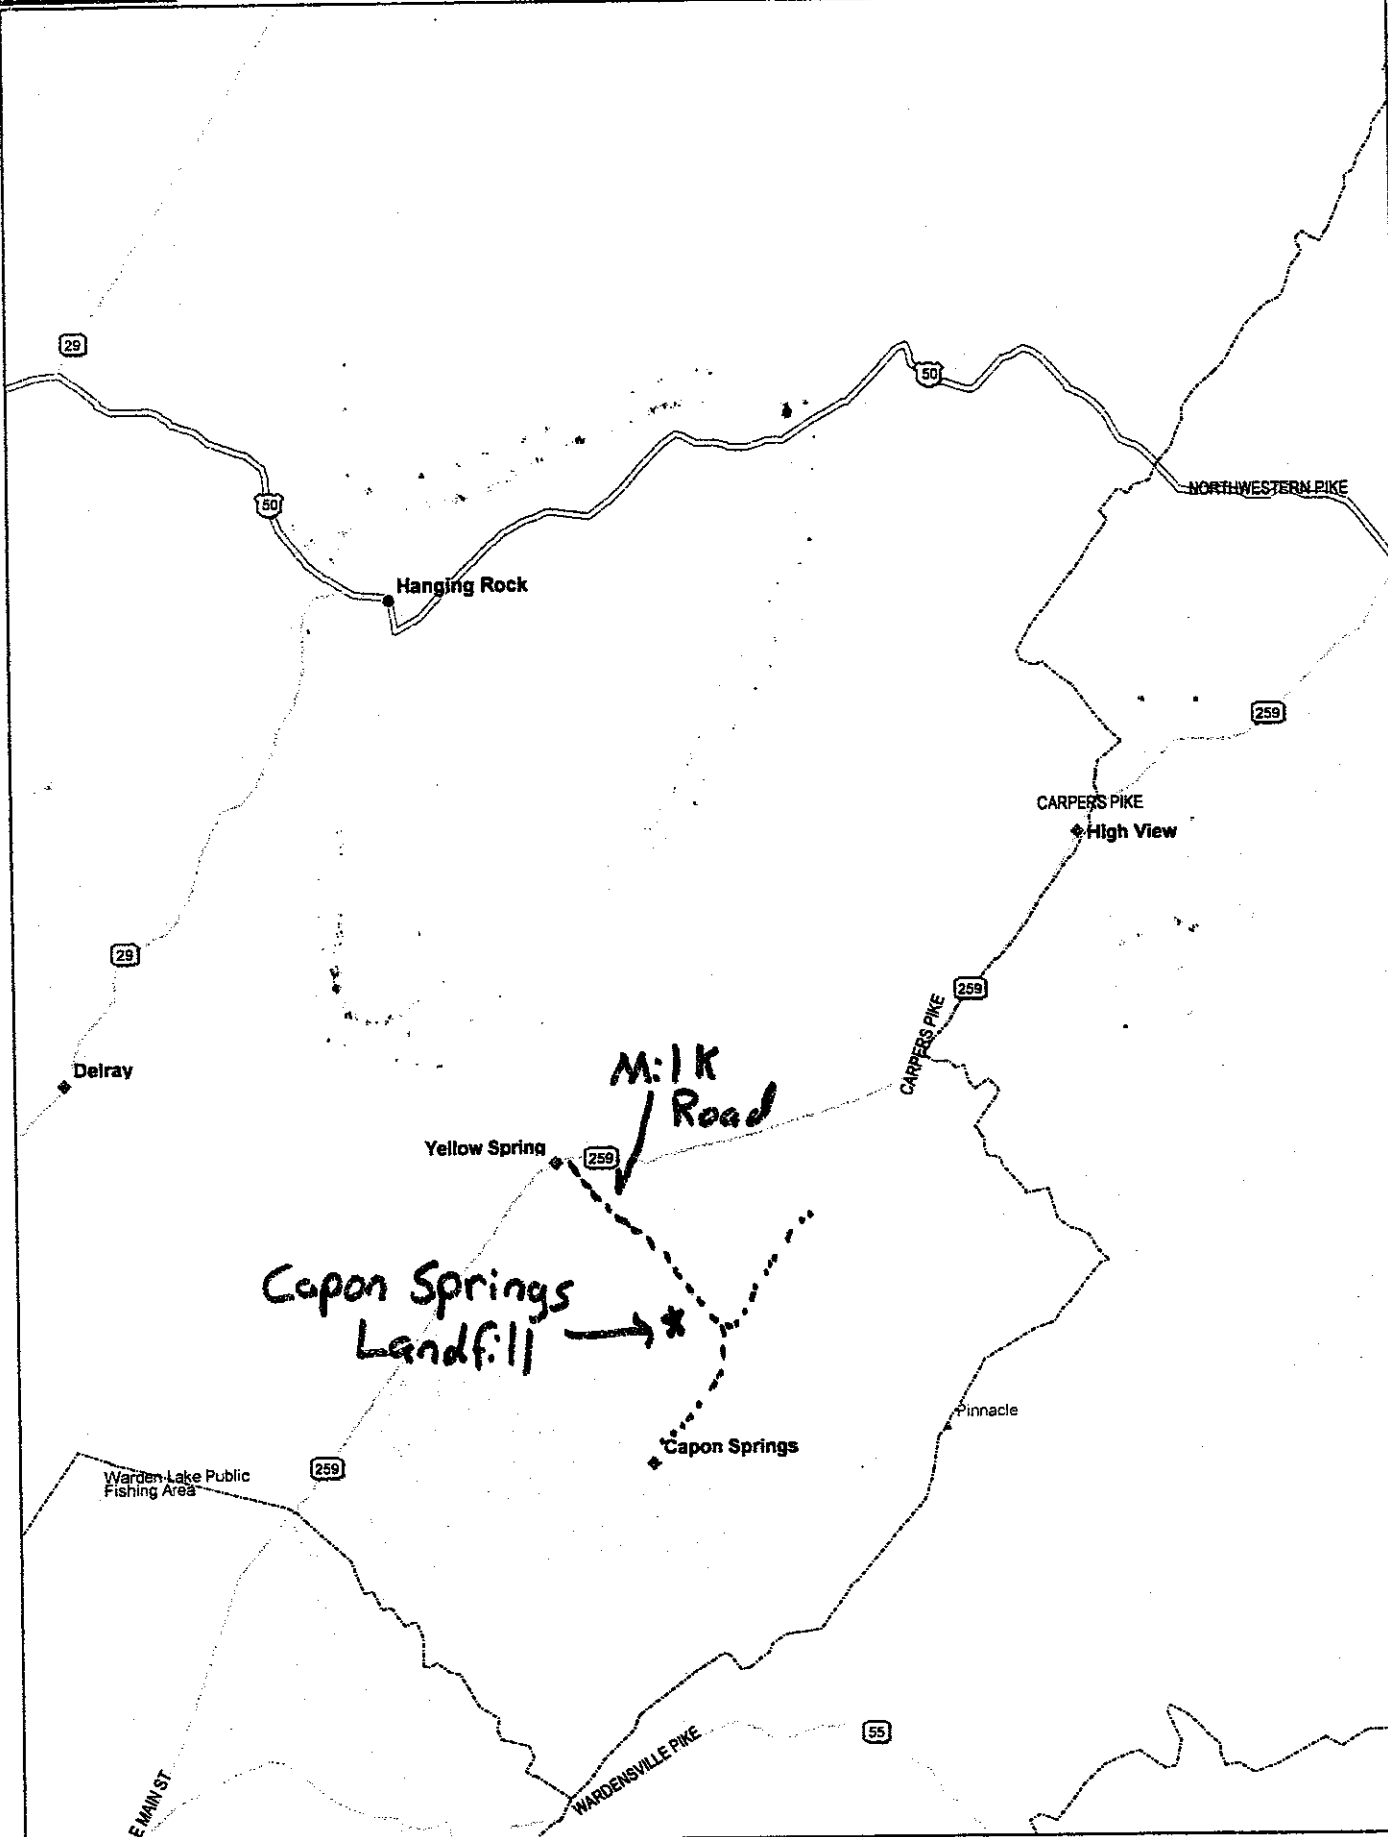 29
50
50
NORTHWESTERN PIKE
Hanging Rock
259
CARPERS PIKE
High View
29
259
CARPERS PIKE
Delray
Milk
Road
Yellow Spring
259
Capon Springs
Landfill
Pinnacle
Capon Springs
259
Warden Lake Public
Fishing Area
55
WARDENSVILLE PIKE
E MAIN ST